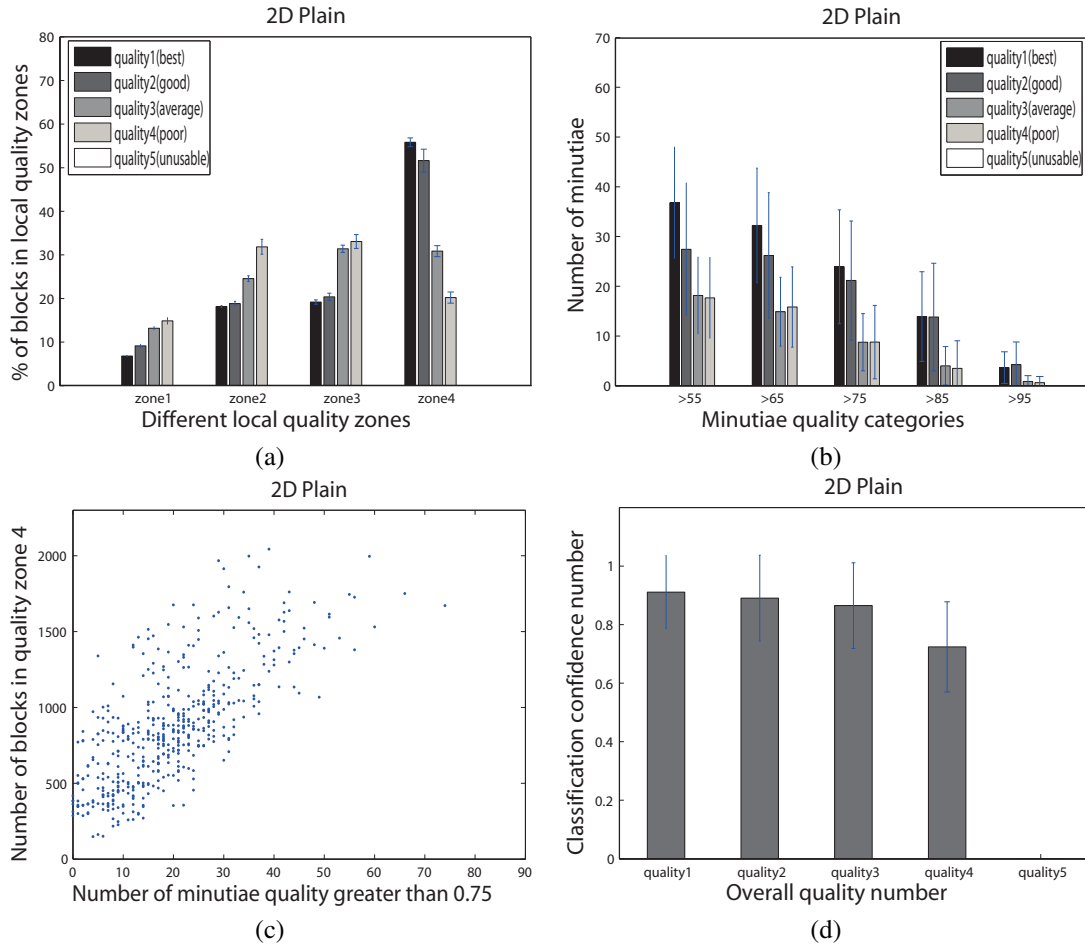 2D Plain
80
70
60
50
40
30
20
10
0
% of blocks in local quality zones
quality1(best)
quality2(good)
quality3(average)
quality4(poor)
quality5(unusable)
zone1 zone2 zone3 zone4
Different local quality zones
(a)
2D Plain
70
60
50
40
30
20
10
0
Number of minutiae
quality1(best)
quality2(good)
quality3(average)
quality4(poor)
quality5(unusable)
>55 >65 >75 >85 >95
Minutiae quality categories
(b)
2D Plain
2000
1500
1000
500
0
Number of blocks in quality zone 4
0 10 20 30 40 50 60 70 80 90
Number of minutiae quality greater than 0.75
(c)
2D Plain
1
0.8
0.6
0.4
0.2
0
Classification confidence number
quality1 quality2 quality3 quality4 quality5
Overall quality number
(d)